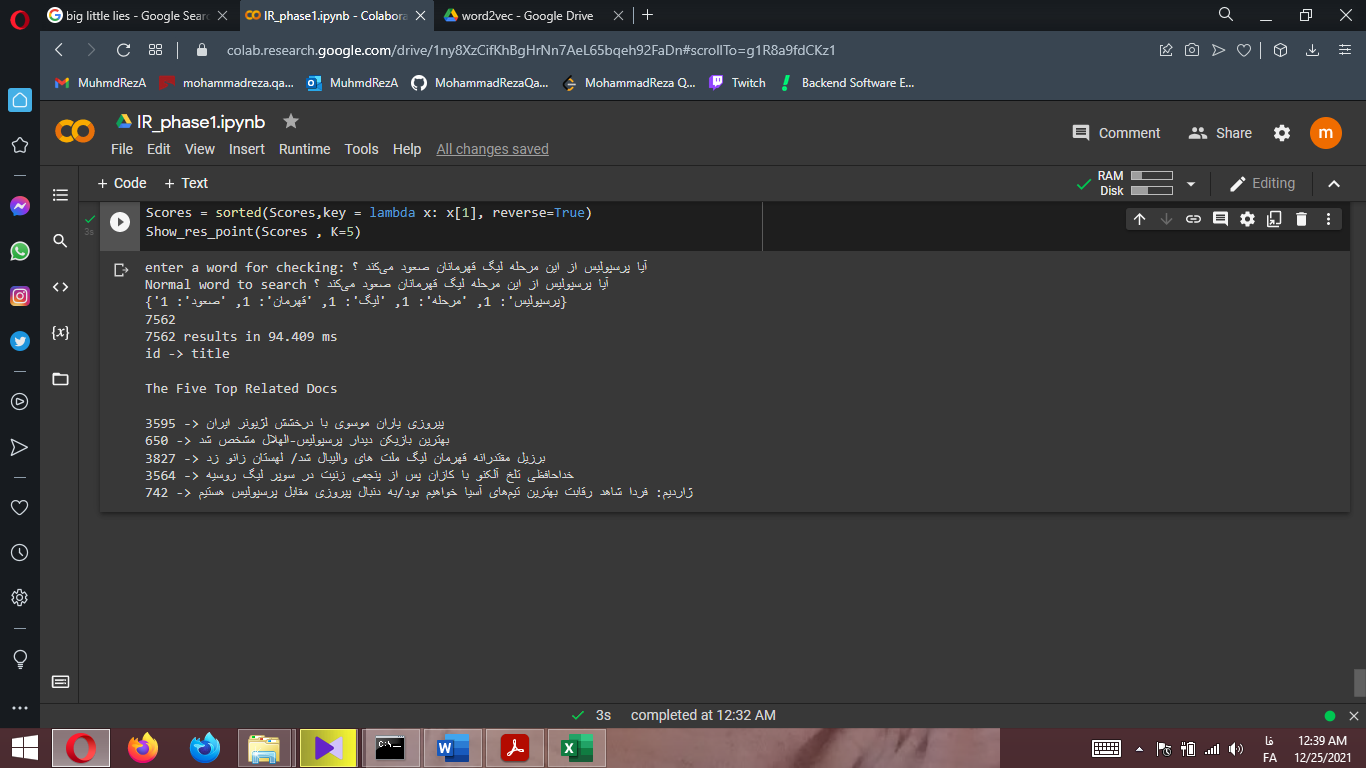 big little lies - Google Searc
IR_phase1.ipynb - Colabora
word2vec - Google Drive
colab.research.google.com/drive/1ny8XzCifKhBgHrNn7AeL65bqeh92FaDn#scrollTo=g1R8a9fdCKz1
MuhmdRezA
mohammadreza.qa...
MuhmdRezA
MohammadRezaQa...
MohammadReza Q...
Twitch
Backend Software E...
IR_phase1.ipynb
Comment
Share
m
File Edit View Insert Runtime Tools Help All changes saved
+ Code + Text
RAM
Disk
Editing
3s
Scores = sorted(Scores,key = lambda x: x[1], reverse=True)
Show_res_point(Scores , K=5)
enter a word for checking: آیا پرسپولیس از این مرحله لیگ قهرمانان صعود می‌کند ؟
Normal word to search آیا پرسپولیس از این مرحله لیگ قهرمانان صعود می‌کند ؟
{'پرسپولیس': 1, 'مرحله': 1, 'لیگ': 1, 'قهرمان': 1, 'صعود': 1}
7562
7562 results in 94.409 ms
id -> title
The Five Top Related Docs
3595 -> پیروزی یاران موسوی با درخشش لژیونر ایران
650 -> بهترین بازیکن دیدار پرسپولیس-الهلال مشخص شد
3827 -> برزیل مقتدرانه قهرمان لیگ ملت های والیبال شد/ لهستان زانو زد
3564 -> خداحافظی تلخ آلکنو با کازان پس از پنجمی زنیت در سوپر لیگ روسیه
742 -> ژاردیم: فردا شاهد رقابت بهترین تیم‌های آسیا خواهیم بود/به دنبال پیروزی مقابل پرسپولیس هستیم
3s completed at 12:32 AM
فا
FA
12:39 AM
12/25/2021